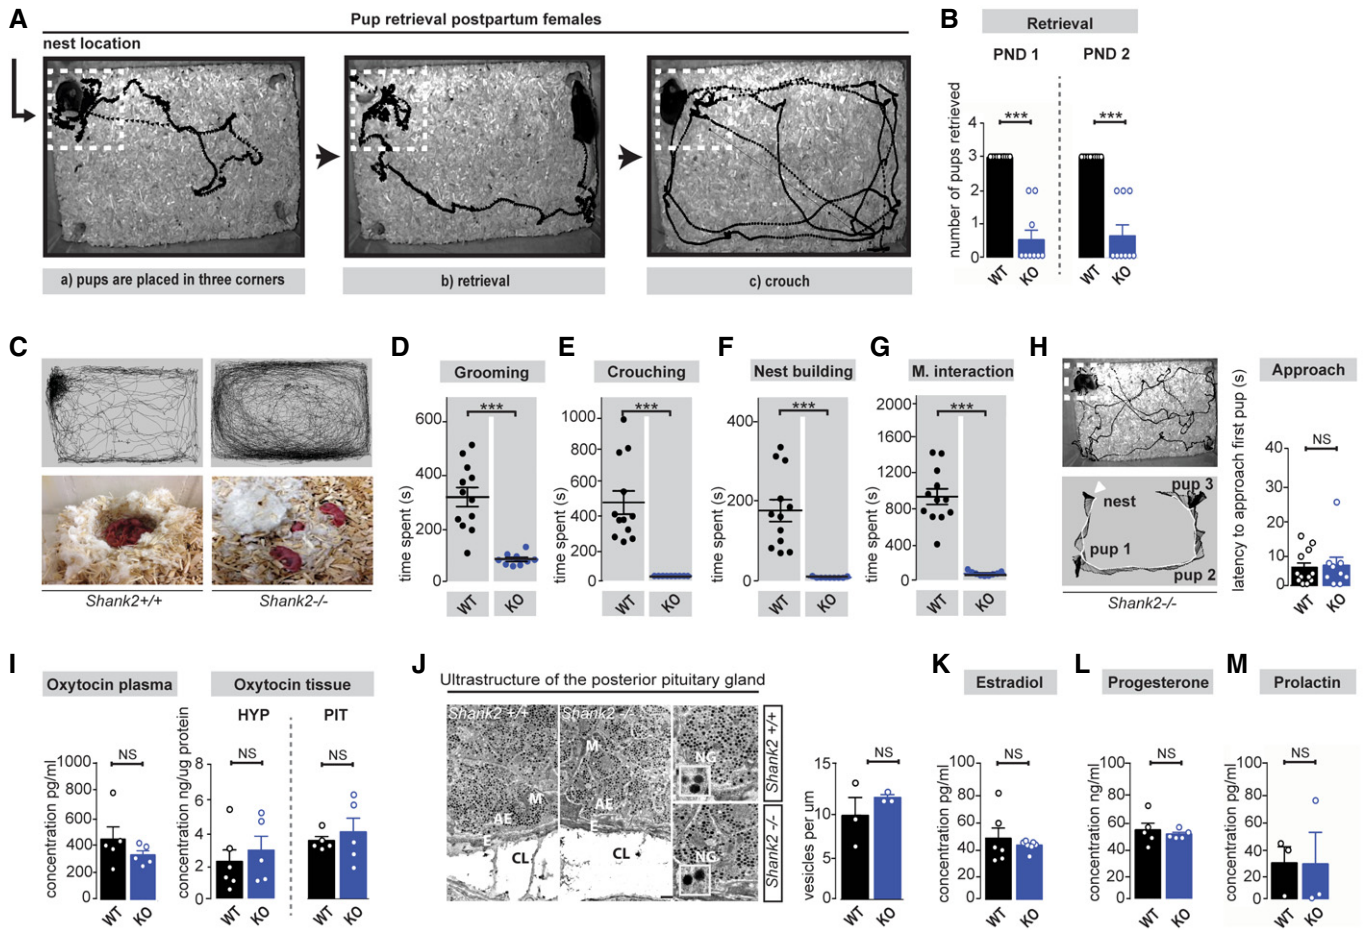 A
Pup retrieval postpartum females
nest location
a) pups are placed in three corners
b) retrieval
c) crouch
B
Retrieval
PND 1
PND 2
number of pups retrieved
4
3
2
1
0
***
***
WT
KO
WT
KO
C
Shank2+/+
Shank2-/-
D
Grooming
time spent (s)
600
400
200
0
***
WT
KO
E
Crouching
time spent (s)
1000
800
600
400
200
0
***
WT
KO
F
Nest building
time spent (s)
400
200
0
***
WT
KO
G
M. interaction
time spent (s)
2000
1600
1200
800
400
0
***
WT
KO
H
nest
pup 3
pup 1
pup 2
Shank2-/-
Approach
latency to approach first pup (s)
40
30
20
10
0
NS
WT
KO
I
Oxytocin plasma
concentration pg/ml
1000
800
600
400
200
0
NS
WT
KO
Oxytocin tissue
HYP
PIT
concentration ng/ug protein
8
6
4
2
0
NS
NS
WT
KO
WT
KO
J
Ultrastructure of the posterior pituitary gland
Shank2 +/+
Shank2 -/-
M
AE
E
CL
M
AE
E
CL
NG
NG
Shank2 +/+
Shank2 -/-
vesicles per µm
15
10
5
0
NS
WT
KO
K
Estradiol
concentration pg/ml
100
80
60
40
20
0
NS
WT
KO
L
Progesterone
concentration ng/ml
100
80
60
40
20
0
NS
WT
KO
M
Prolactin
concentration ng/ml
100
80
60
40
20
0
NS
WT
KO